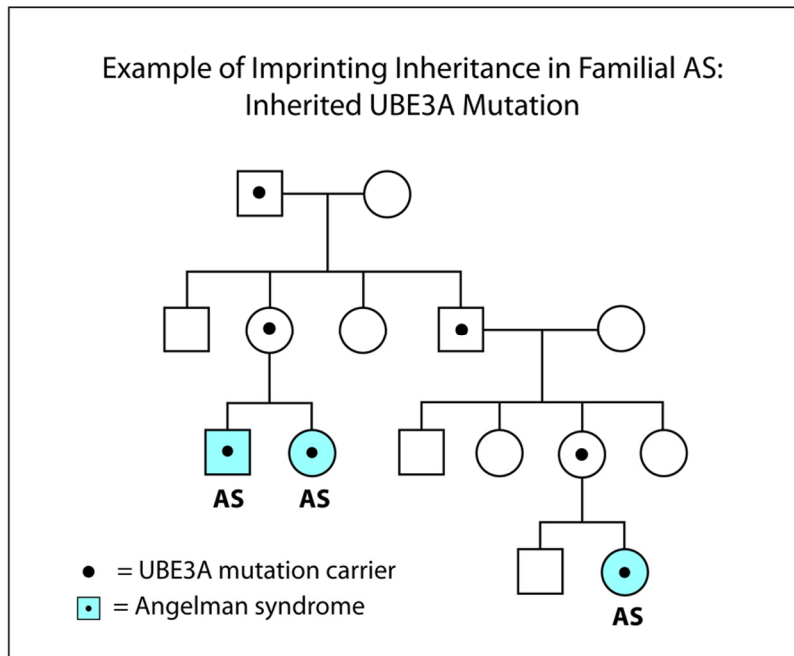 Example of Imprinting Inheritance in Familial AS:
Inherited UBE3A Mutation
AS
AS
AS
= UBE3A mutation carrier
= Angelman syndrome